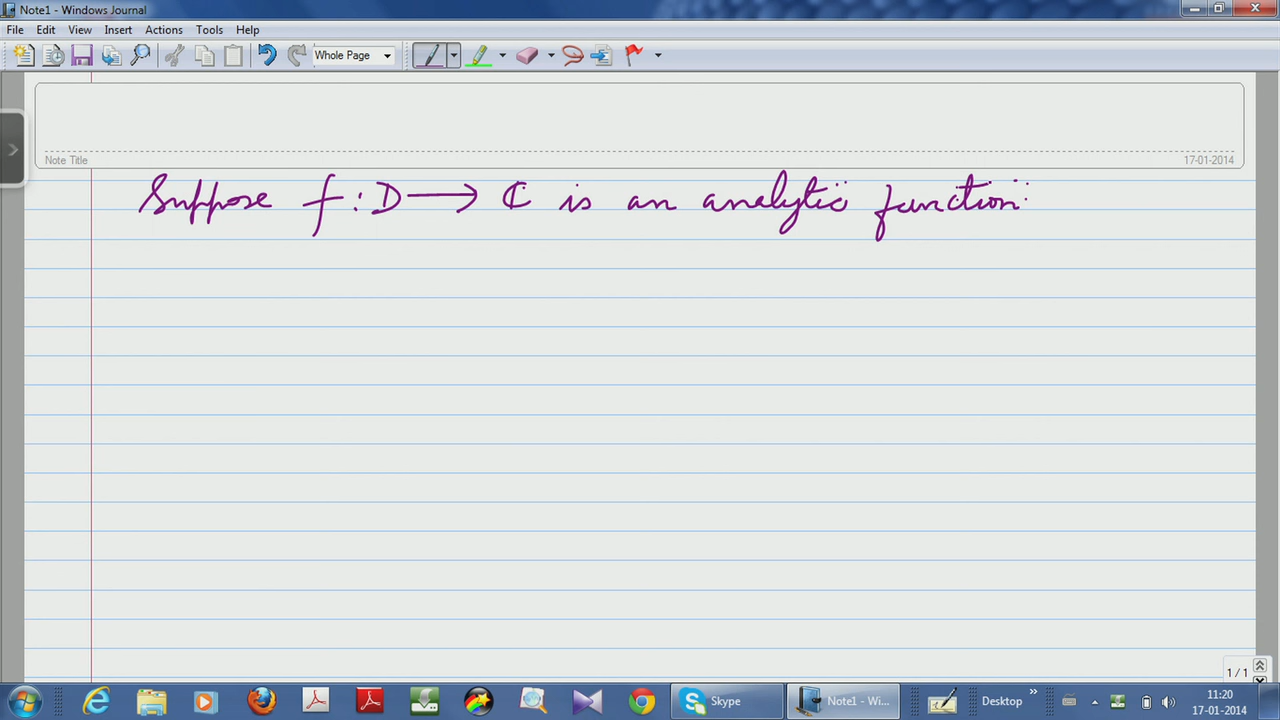 Note1 - Windows Journal
File Edit View Insert Actions Tools Help
Whole Page
Note Title
17-01-2014
Suppose f : D ⟶ ℂ is an analytic function.
1 / 1
Skype
Note1 - Wi...
Desktop
11:20
17-01-2014